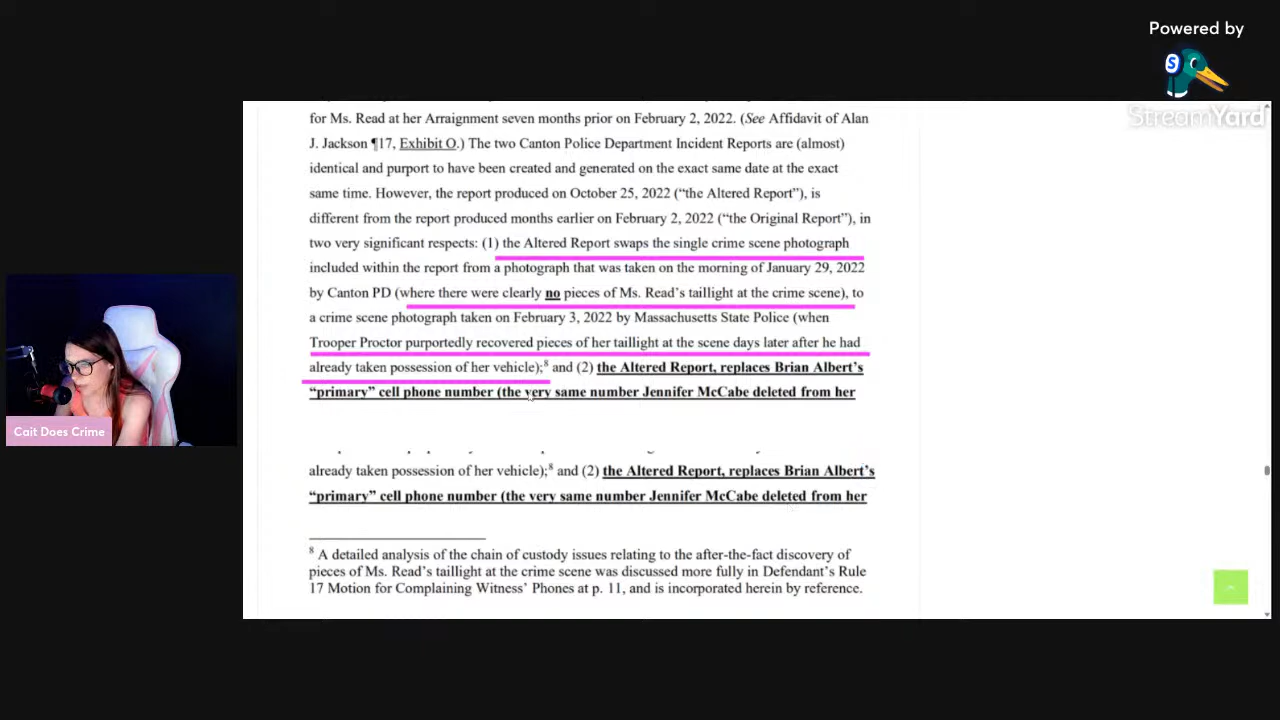 Powered by
S
StreamYard
for Ms. Read at her Arraignment seven months prior on February 2, 2022. (See Affidavit of Alan
J. Jackson ¶17, Exhibit O.) The two Canton Police Department Incident Reports are (almost)
identical and purport to have been created and generated on the exact same date at the exact
same time. However, the report produced on October 25, 2022 (“the Altered Report”), is
different from the report produced months earlier on February 2, 2022 (“the Original Report”), in
two very significant respects: (1) the Altered Report swaps the single crime scene photograph
included within the report from a photograph that was taken on the morning of January 29, 2022
by Canton PD (where there were clearly no pieces of Ms. Read’s taillight at the crime scene), to
a crime scene photograph taken on February 3, 2022 by Massachusetts State Police (when
Trooper Proctor purportedly recovered pieces of her taillight at the scene days later after he had
already taken possession of her vehicle);8 and (2) the Altered Report, replaces Brian Albert’s
“primary” cell phone number (the very same number Jennifer McCabe deleted from her
already taken possession of her vehicle);8 and (2) the Altered Report, replaces Brian Albert’s
“primary” cell phone number (the very same number Jennifer McCabe deleted from her
8 A detailed analysis of the chain of custody issues relating to the after-the-fact discovery of
pieces of Ms. Read’s taillight at the crime scene was discussed more fully in Defendant’s Rule
17 Motion for Complaining Witness’ Phones at p. 11, and is incorporated herein by reference.
Cait Does Crime